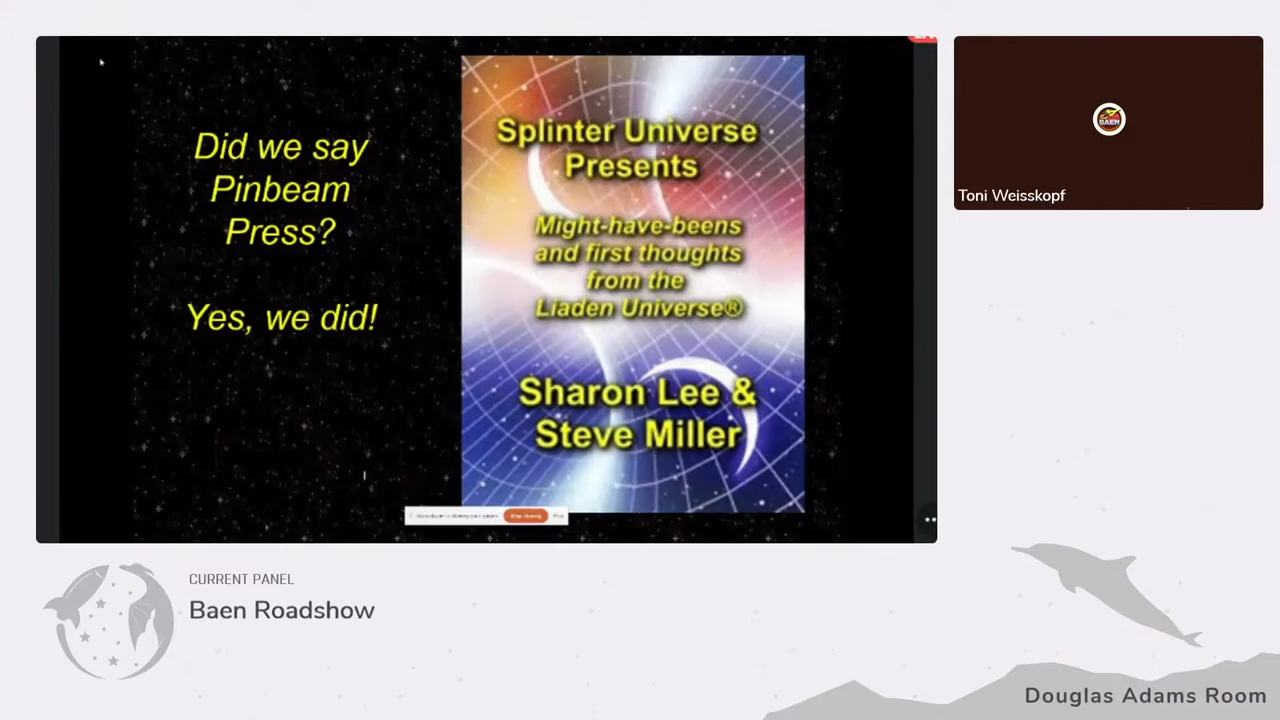 Did we say
Pinbeam
Press?
Yes, we did!
Splinter Universe
Presents
Might-have-beens
and first thoughts
from the
Liaden Universe®
Sharon Lee &
Steve Miller
BAEN
Toni Weisskopf
CURRENT PANEL
Baen Roadshow
Douglas Adams Room